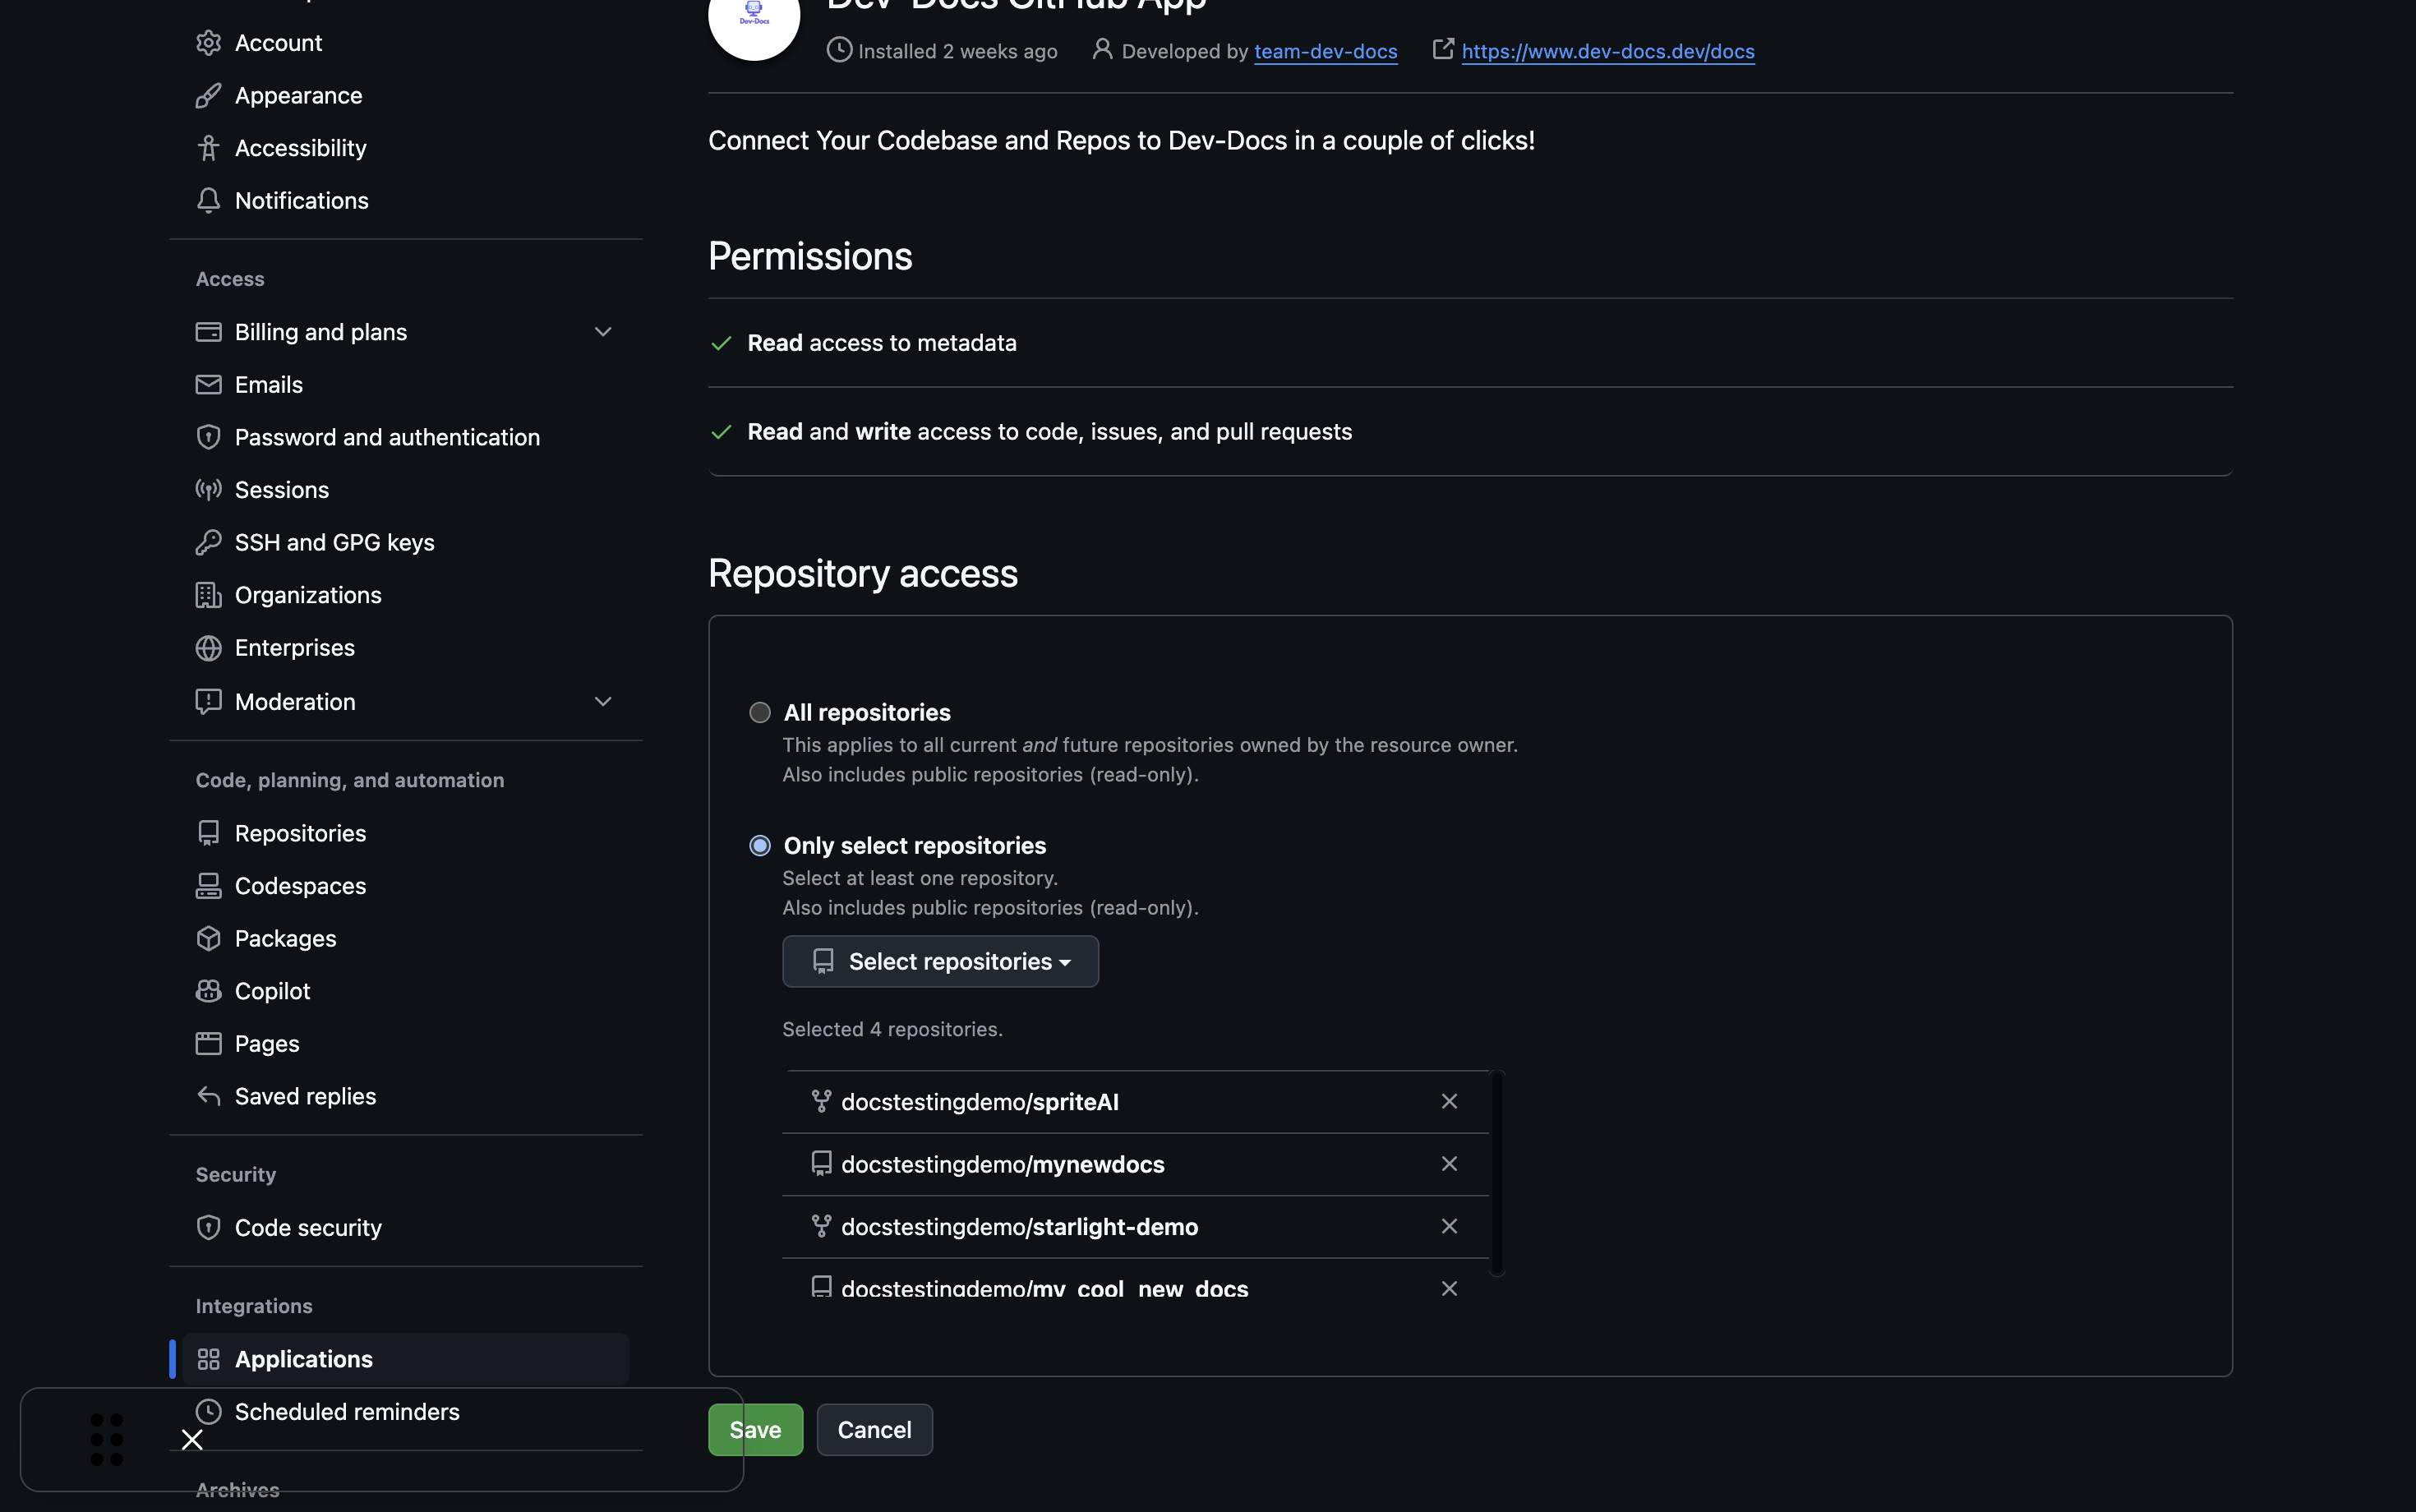 Account
Appearance
Accessibility
Notifications
Access
Billing and plans
Emails
Password and authentication
Sessions
SSH and GPG keys
Organizations
Enterprises
Moderation
Code, planning, and automation
Repositories
Codespaces
Packages
Copilot
Pages
Saved replies
Security
Code security
Integrations
Applications
Scheduled reminders
Archives
Dev-Docs
Dev-Docs GitHub App
Installed 2 weeks ago Developed by team-dev-docs https://www.dev-docs.dev/docs
Connect Your Codebase and Repos to Dev-Docs in a couple of clicks!
Permissions
Read access to metadata
Read and write access to code, issues, and pull requests
Repository access
All repositories
This applies to all current and future repositories owned by the resource owner.
Also includes public repositories (read-only).
Only select repositories
Select at least one repository.
Also includes public repositories (read-only).
Select repositories
Selected 4 repositories.
docstestingdemo/spriteAI
docstestingdemo/mynewdocs
docstestingdemo/starlight-demo
docstestingdemo/my_cool_new_docs
Save Cancel